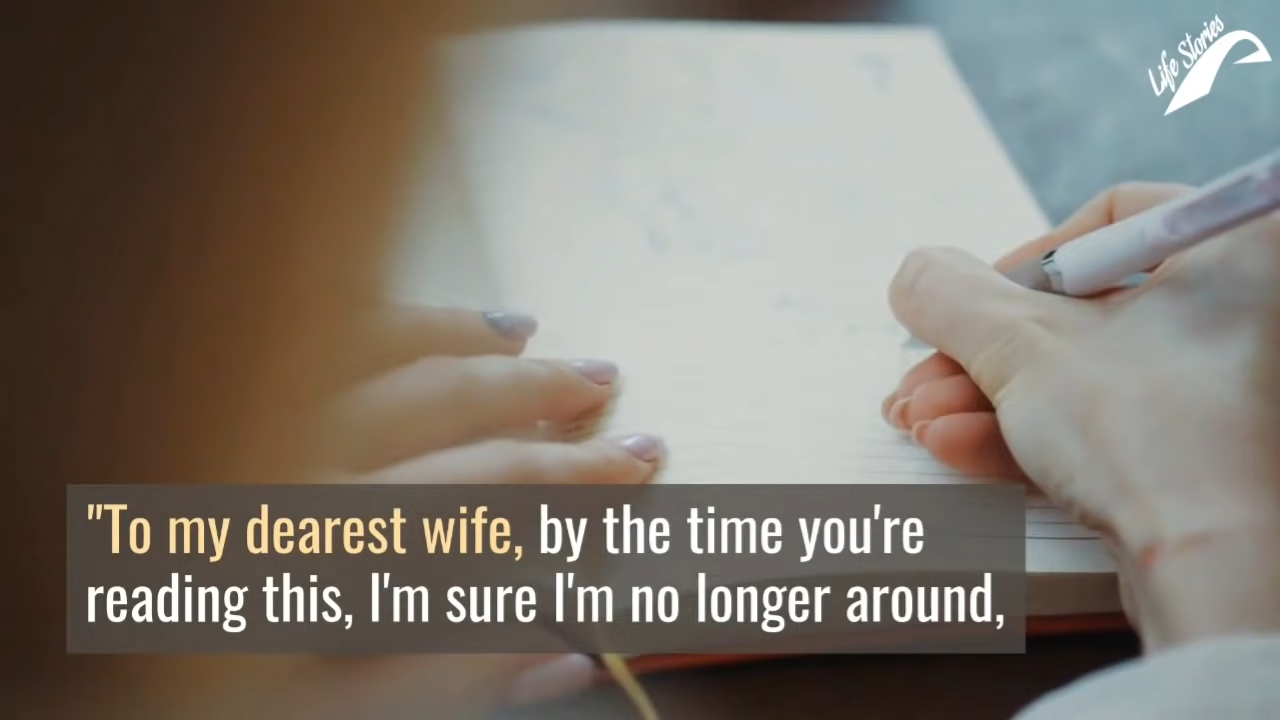 Life Stories
"To my dearest wife, by the time you're
reading this, I'm sure I'm no longer around,